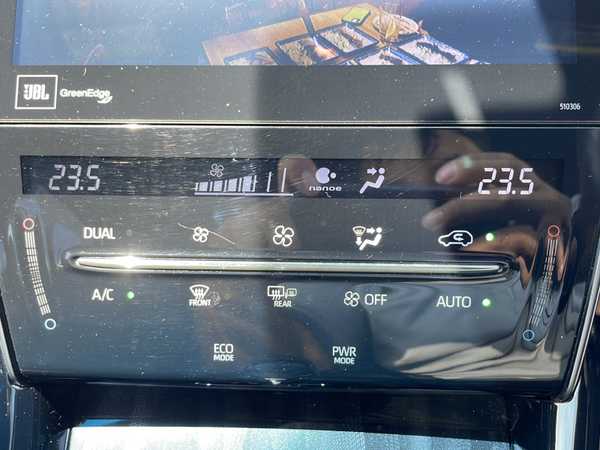 JBL GreenEdge
510306
23.5
nanoe
23.5
DUAL
A/C
FRONT
REAR
OFF
AUTO
ECO
MODE
PWR
MODE